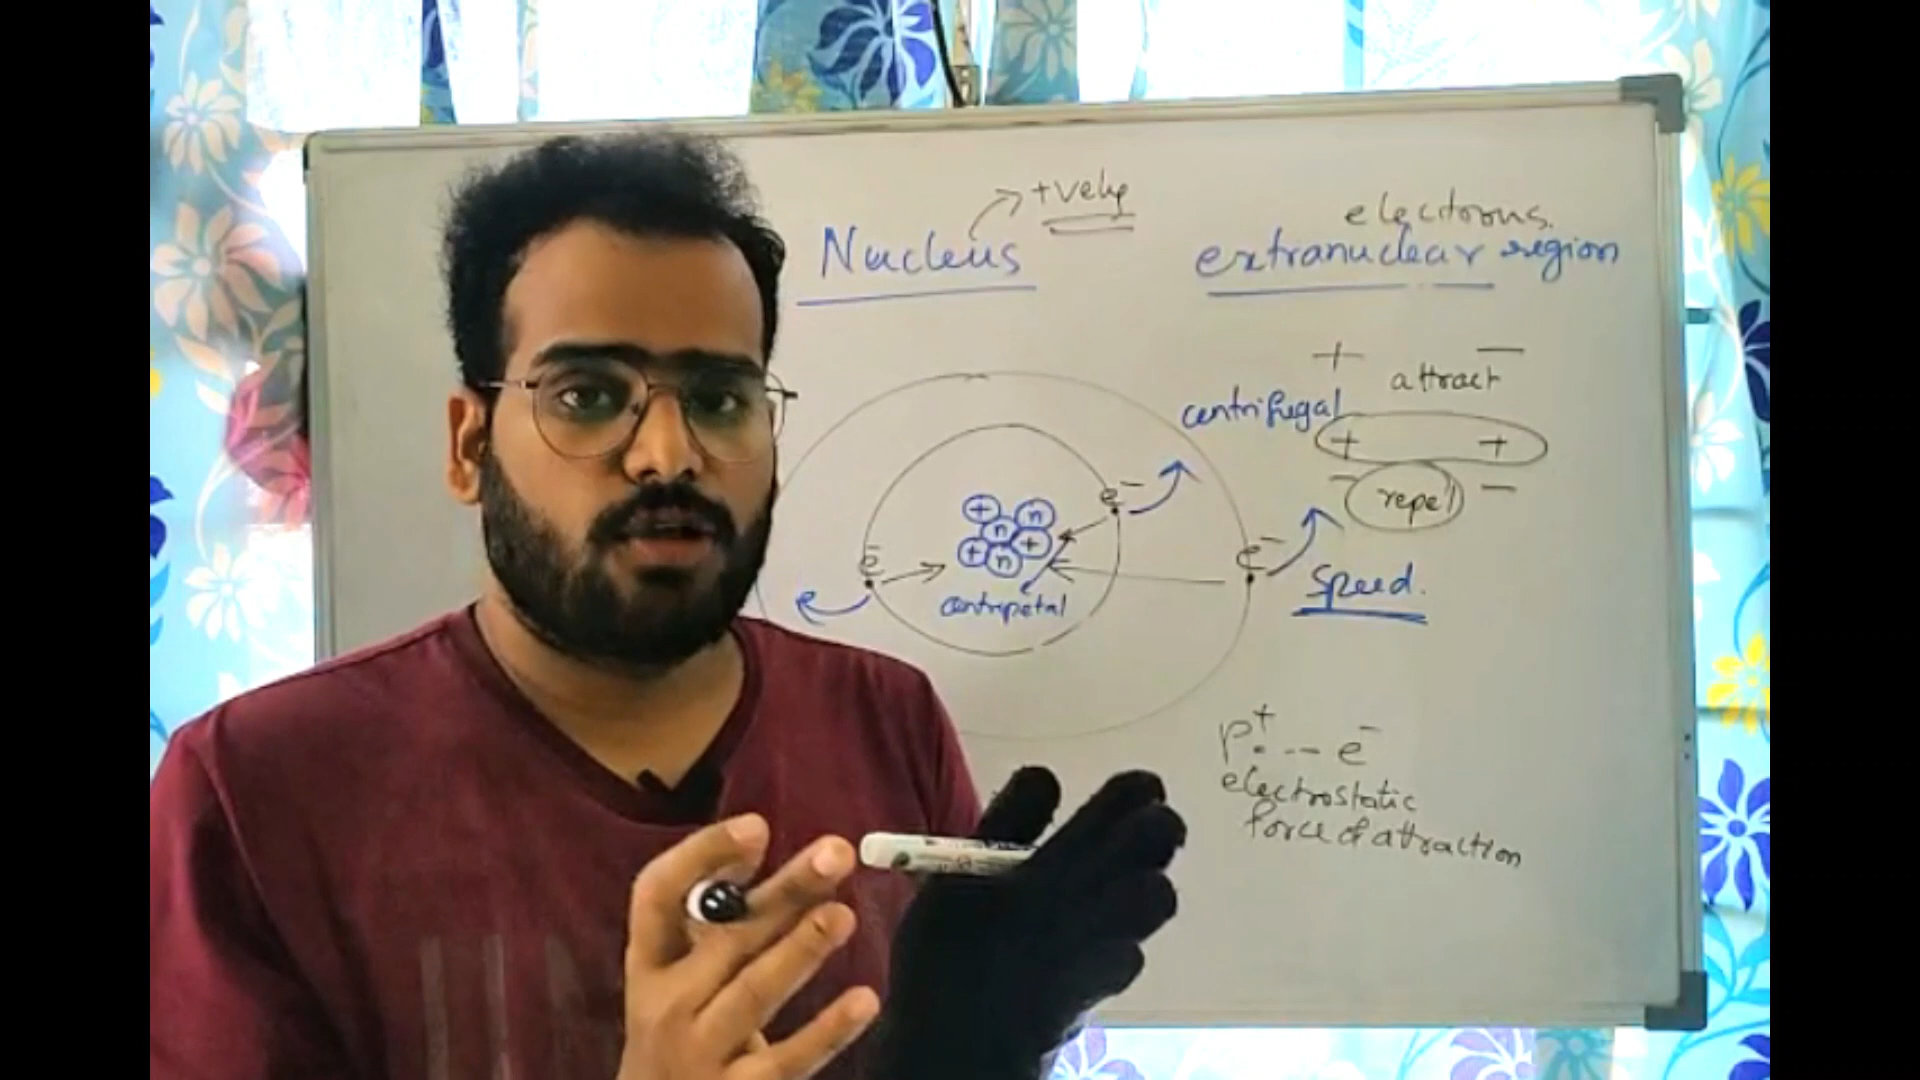 +vely
Nucleus
electrons.
extranuclear region
+ −
attract
centrifugal
+ +
− −
repel
e⁻
+ n
n
+ +
n
e⁻
e⁻
centripetal
Speed.
P⁺ -- e⁻
electrostatic
force of attraction